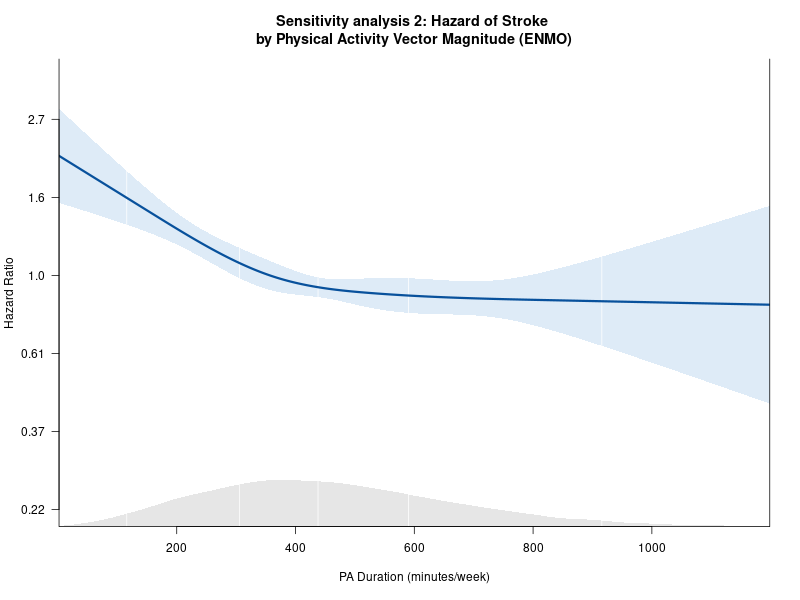 Sensitivity analysis 2: Hazard of Stroke
by Physical Activity Vector Magnitude (ENMO)
Hazard Ratio
2.7
1.6
1.0
0.61
0.37
0.22
200
400
600
800
1000
PA Duration (minutes/week)